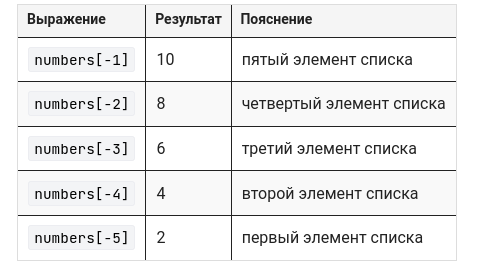 Выражение Результат Пояснение
numbers[-1] 10 пятый элемент списка
numbers[-2] 8 четвертый элемент списка
numbers[-3] 6 третий элемент списка
numbers[-4] 4 второй элемент списка
numbers[-5] 2 первый элемент списка